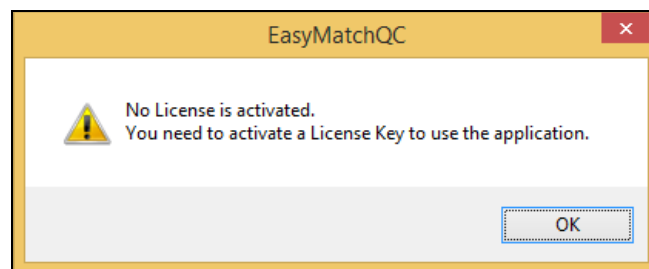 EasyMatchQC
No License is activated.
You need to activate a License Key to use the application.
OK